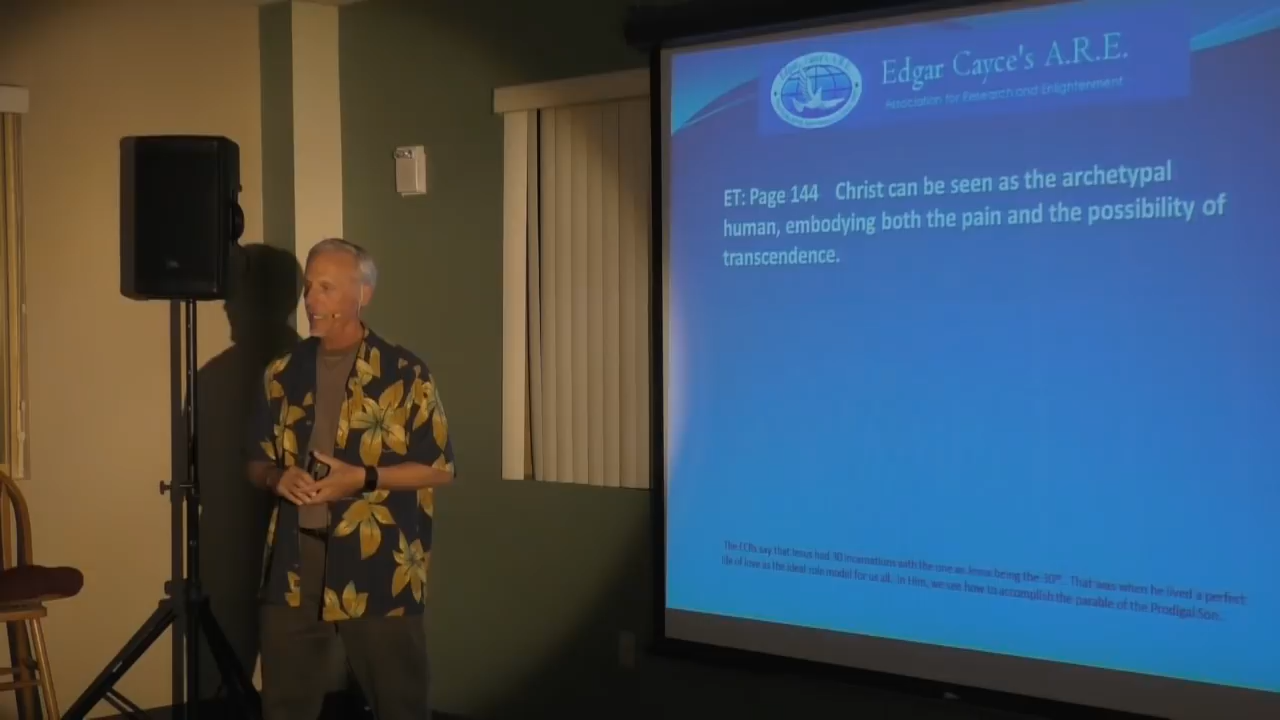 Edgar Cayce's A.R.E.
Association for Research and Enlightenment
ET: Page 144 Christ can be seen as the archetypal
human, embodying both the pain and the possibility of
transcendence.
The ECRs say that Jesus had 30 incarnations with the one as Jesus being the 30th. That was when he lived a perfect
life of love as the ideal role model for us all. In Him, we see how to accomplish the parable of the Prodigal Son.